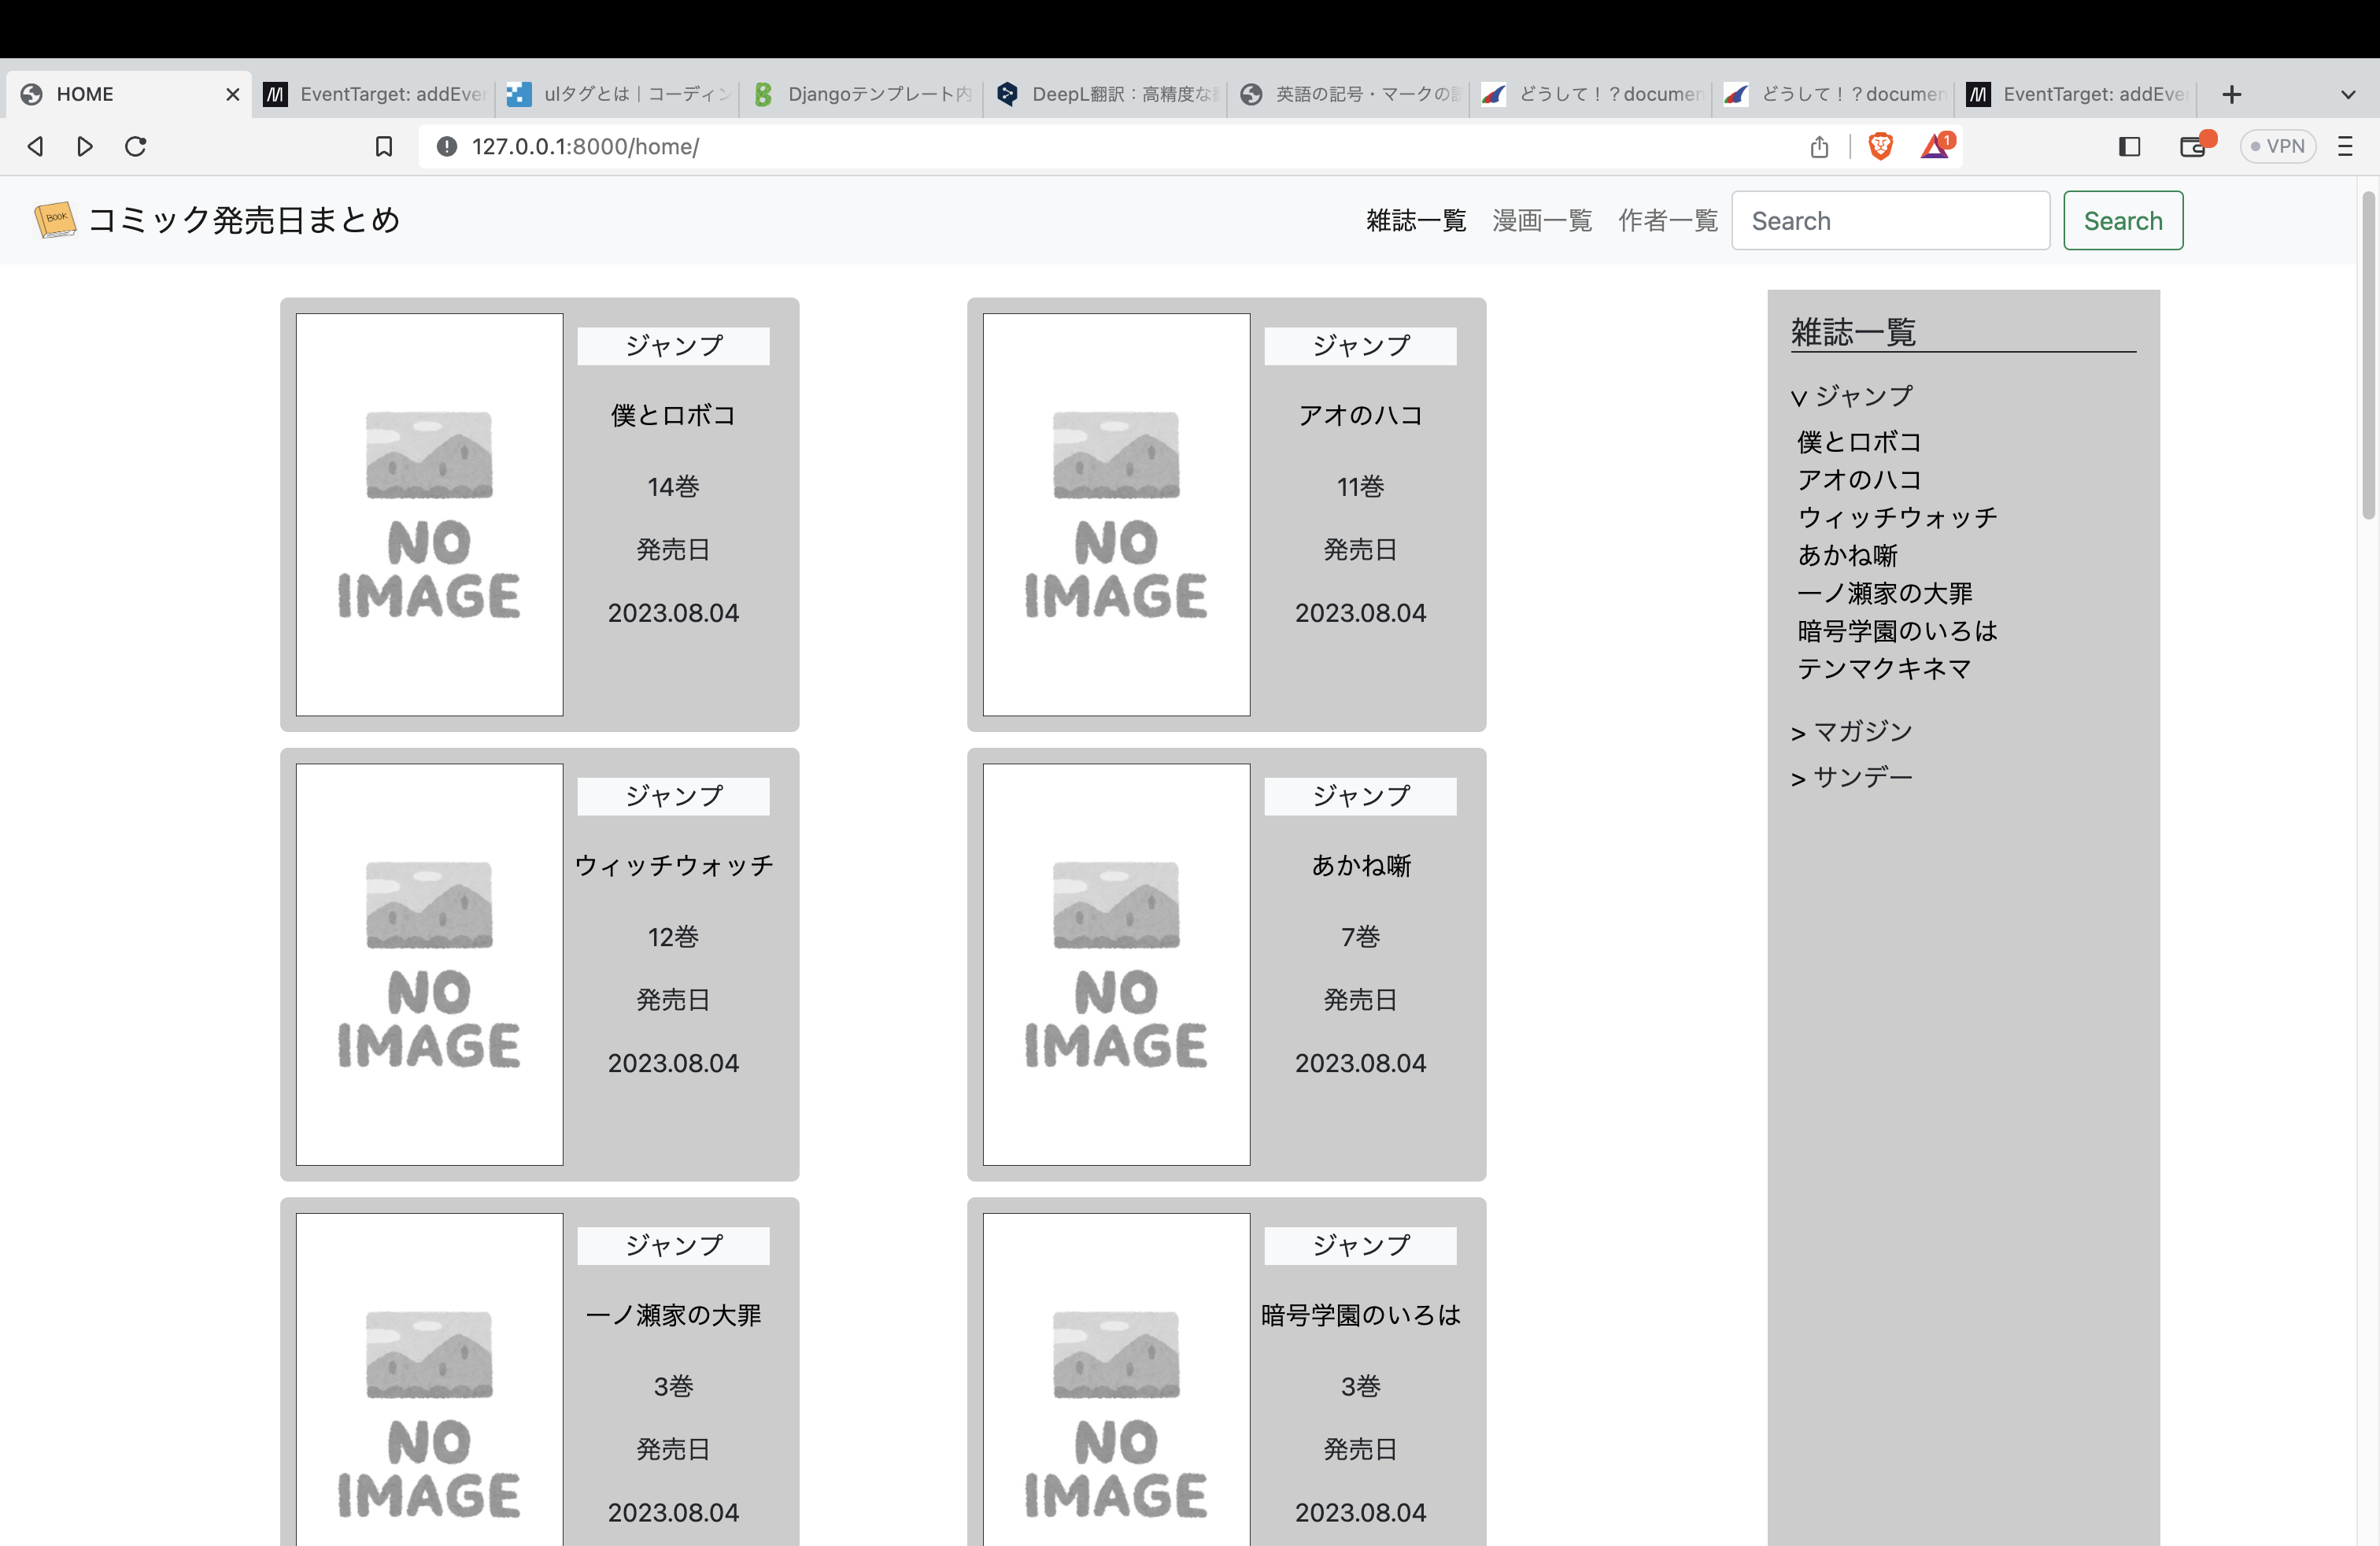 HOME
EventTarget: addEve
ulタグとは | コーディン
Djangoテンプレート内
DeepL翻訳：高精度な
英語の記号・マークの
どうして！？documen
どうして！？documen
EventTarget: addEve
127.0.0.1:8000/home/
1
VPN
BOOK
コミック発売日まとめ
雑誌一覧
漫画一覧
作者一覧
Search
Search
ジャンプ
僕とロボコ
14巻
発売日
2023.08.04
NO
IMAGE
ジャンプ
アオのハコ
11巻
発売日
2023.08.04
NO
IMAGE
ジャンプ
ウィッチウォッチ
12巻
発売日
2023.08.04
NO
IMAGE
ジャンプ
あかね噺
7巻
発売日
2023.08.04
NO
IMAGE
ジャンプ
一ノ瀬家の大罪
3巻
発売日
2023.08.04
NO
IMAGE
ジャンプ
暗号学園のいろは
3巻
発売日
2023.08.04
NO
IMAGE
雑誌一覧
∨ ジャンプ
僕とロボコ
アオのハコ
ウィッチウォッチ
あかね噺
一ノ瀬家の大罪
暗号学園のいろは
テンマクキネマ
> マガジン
> サンデー